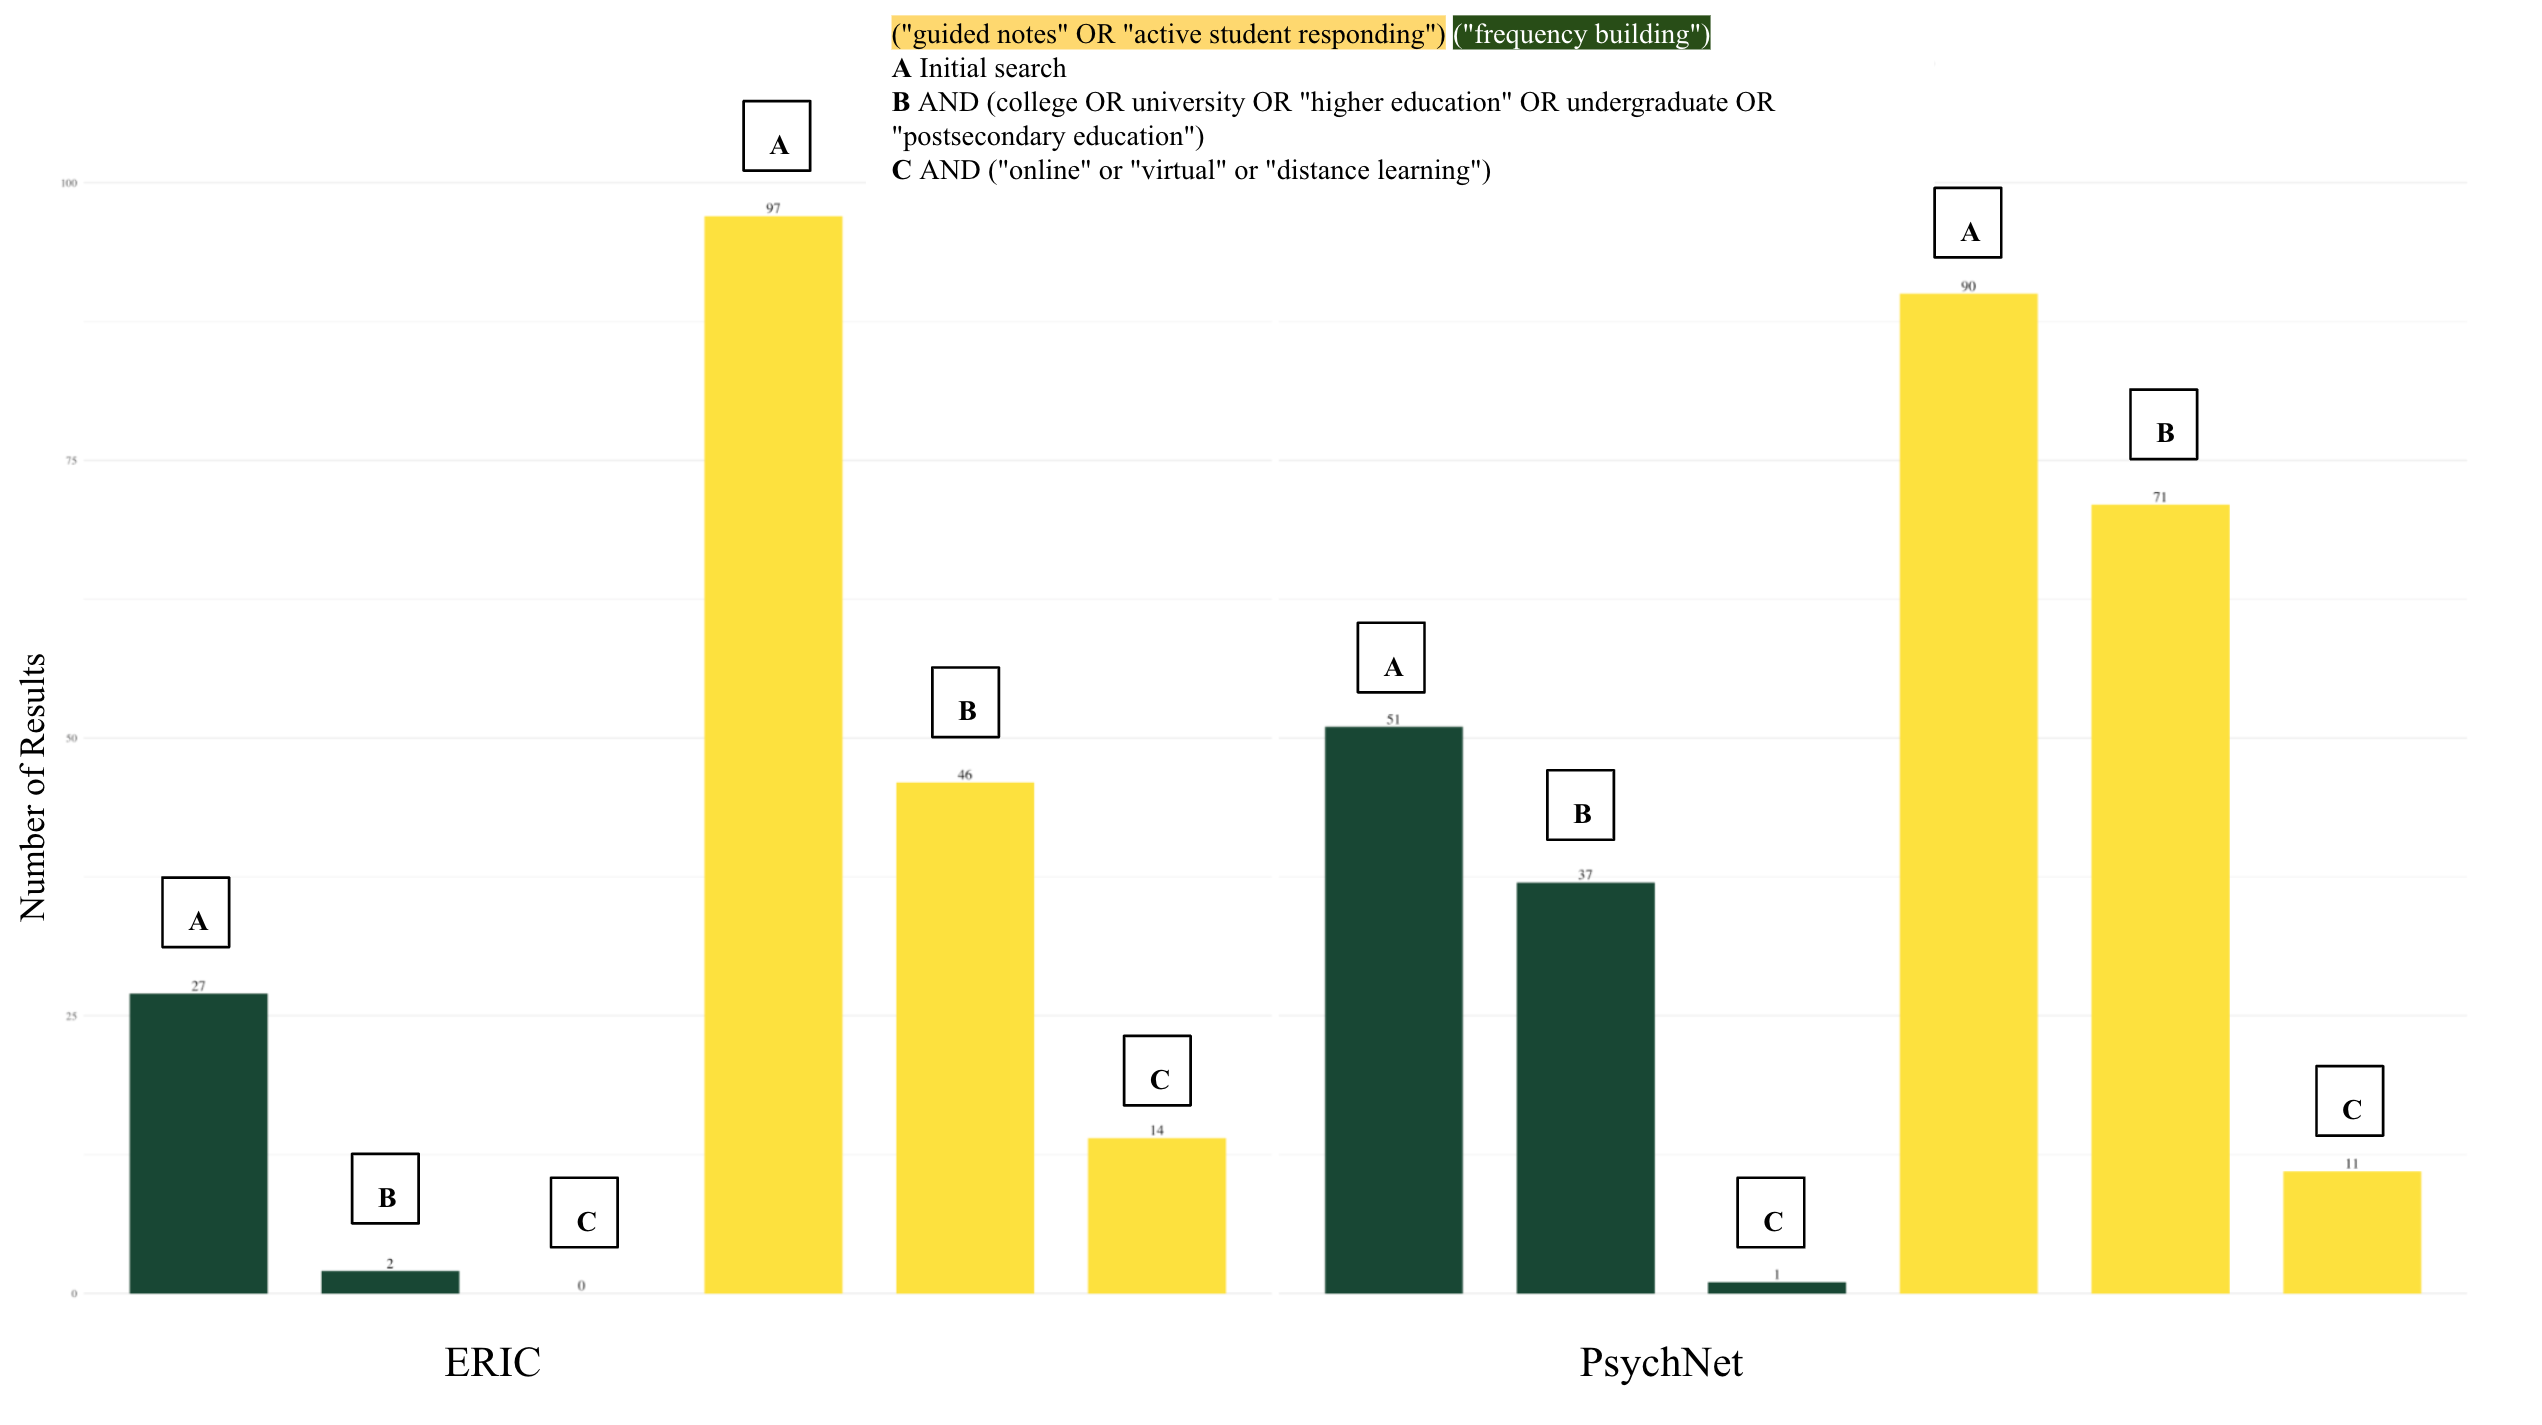 ("guided notes" OR "active student responding") ("frequency building")
A Initial search
B AND (college OR university OR "higher education" OR undergraduate OR
"postsecondary education")
C AND ("online" or "virtual" or "distance learning")
Number of Results
100
75
50
25
0
A
27
B
2
C
0
A
97
B
46
C
14
A
51
B
37
C
1
A
90
B
71
C
11
ERIC
PsychNet